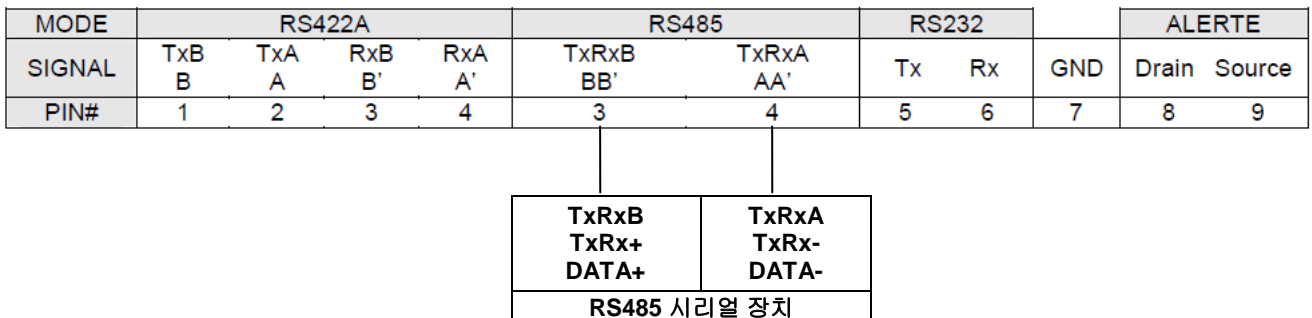 MODE RS422A RS485 RS232 ALERTE
SIGNAL TxB B TxA A RxB B' RxA A' TxRxB BB' TxRxA AA' Tx Rx GND Drain Source
PIN# 1 2 3 4 3 4 5 6 7 8 9
TxRxB TxRxA
TxRx+ TxRx-
DATA+ DATA-
RS485 시리얼 장치